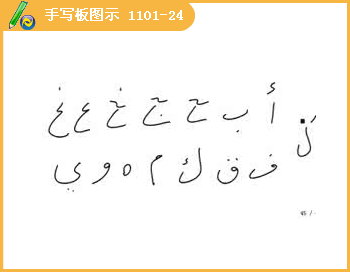 手写板图示 1101-24
أ ب ح ج خ ع غ
لَ
ف ق ك م ه و ي